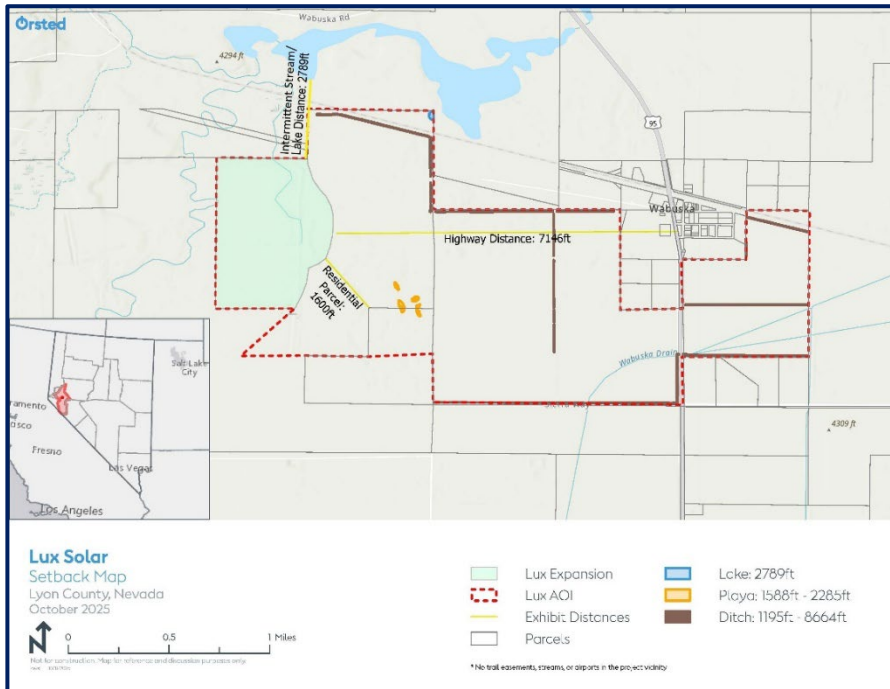 Orsted
Wabuska Rd
4294 ft
Intermittent Stream/
Lake Distance: 2789ft
95
Wabuska
Highway Distance: 7146ft
Residential
Parcel:
1600ft
Wabuska Drain
4309 ft
Salt Lake
City
ramento
sco
Fresno
Las Vegas
Los Angeles
Lux Solar
Setback Map
Lyon County, Nevada
October 2025
N
0 0.5 1 Miles
Not for construction. Map for reference and discussion purposes only.
Lux Expansion
Lux AOI
Exhibit Distances
Parcels
Lake: 2789ft
Playa: 1588ft - 2285ft
Ditch: 1195ft - 8664ft
* No trail easements, streams, or airports in the project vicinity